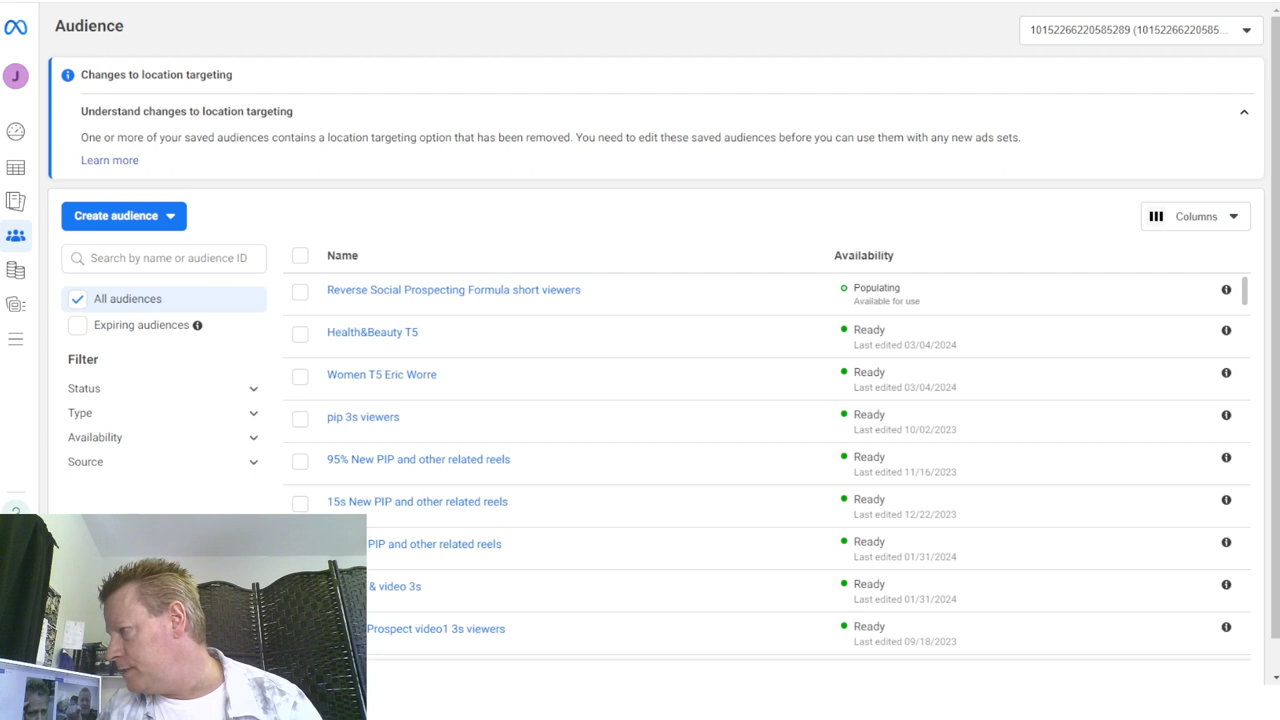 Audience
10152266220585289 (10152266220585...
J
Changes to location targeting
Understand changes to location targeting
One or more of your saved audiences contains a location targeting option that has been removed. You need to edit these saved audiences before you can use them with any new ads sets.
Learn more
Create audience
Columns
Search by name or audience ID
Name
Availability
All audiences
Expiring audiences
Filter
Status
Type
Availability
Source
Reverse Social Prospecting Formula short viewers
Populating
Available for use
Health&Beauty T5
Ready
Last edited 03/04/2024
Women T5 Eric Worre
Ready
Last edited 03/04/2024
pip 3s viewers
Ready
Last edited 10/02/2023
95% New PIP and other related reels
Ready
Last edited 11/16/2023
15s New PIP and other related reels
Ready
Last edited 12/22/2023
PIP and other related reels
Ready
Last edited 01/31/2024
& video 3s
Ready
Last edited 01/31/2024
Prospect video1 3s viewers
Ready
Last edited 09/18/2023